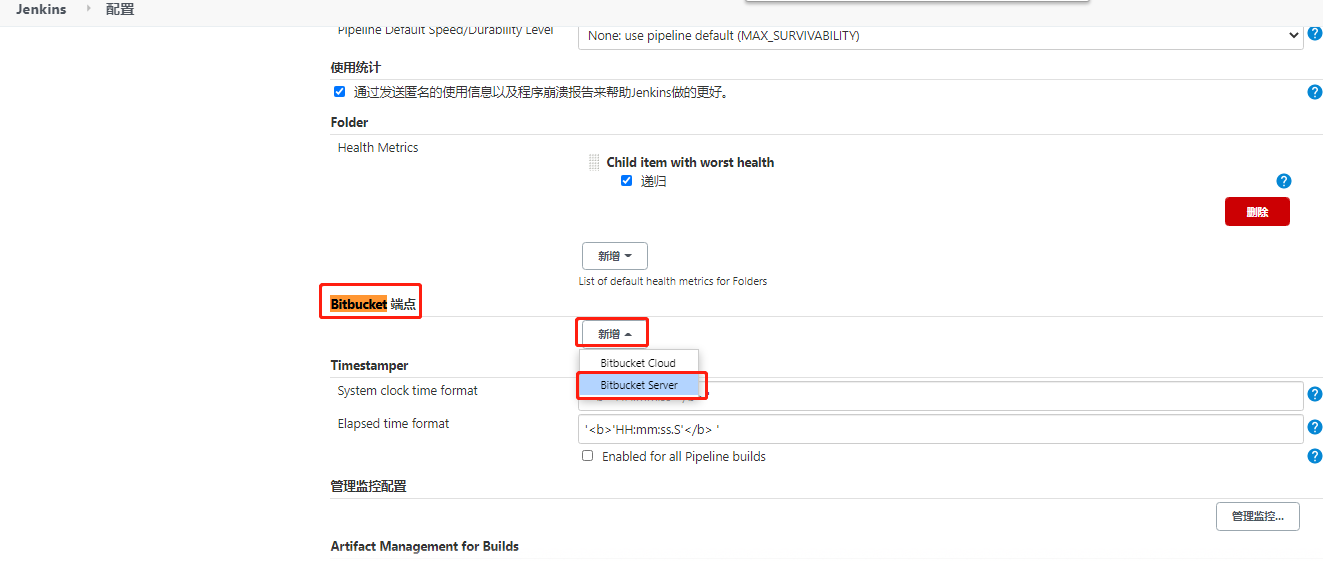 Jenkins 配置
Pipeline Default Speed/Durability Level None: use pipeline default (MAX_SURVIVABILITY)
使用统计
通过发送匿名的使用信息以及程序崩溃报告来帮助Jenkins做的更好。
Folder
Health Metrics
Child item with worst health
递归
删除
新增
List of default health metrics for Folders
Bitbucket 端点
新增
Bitbucket Cloud
Timestamper
Bitbucket Server
System clock time format
Elapsed time format '<b>'HH:mm:ss.S'</b> '
Enabled for all Pipeline builds
管理监控配置
管理监控...
Artifact Management for Builds